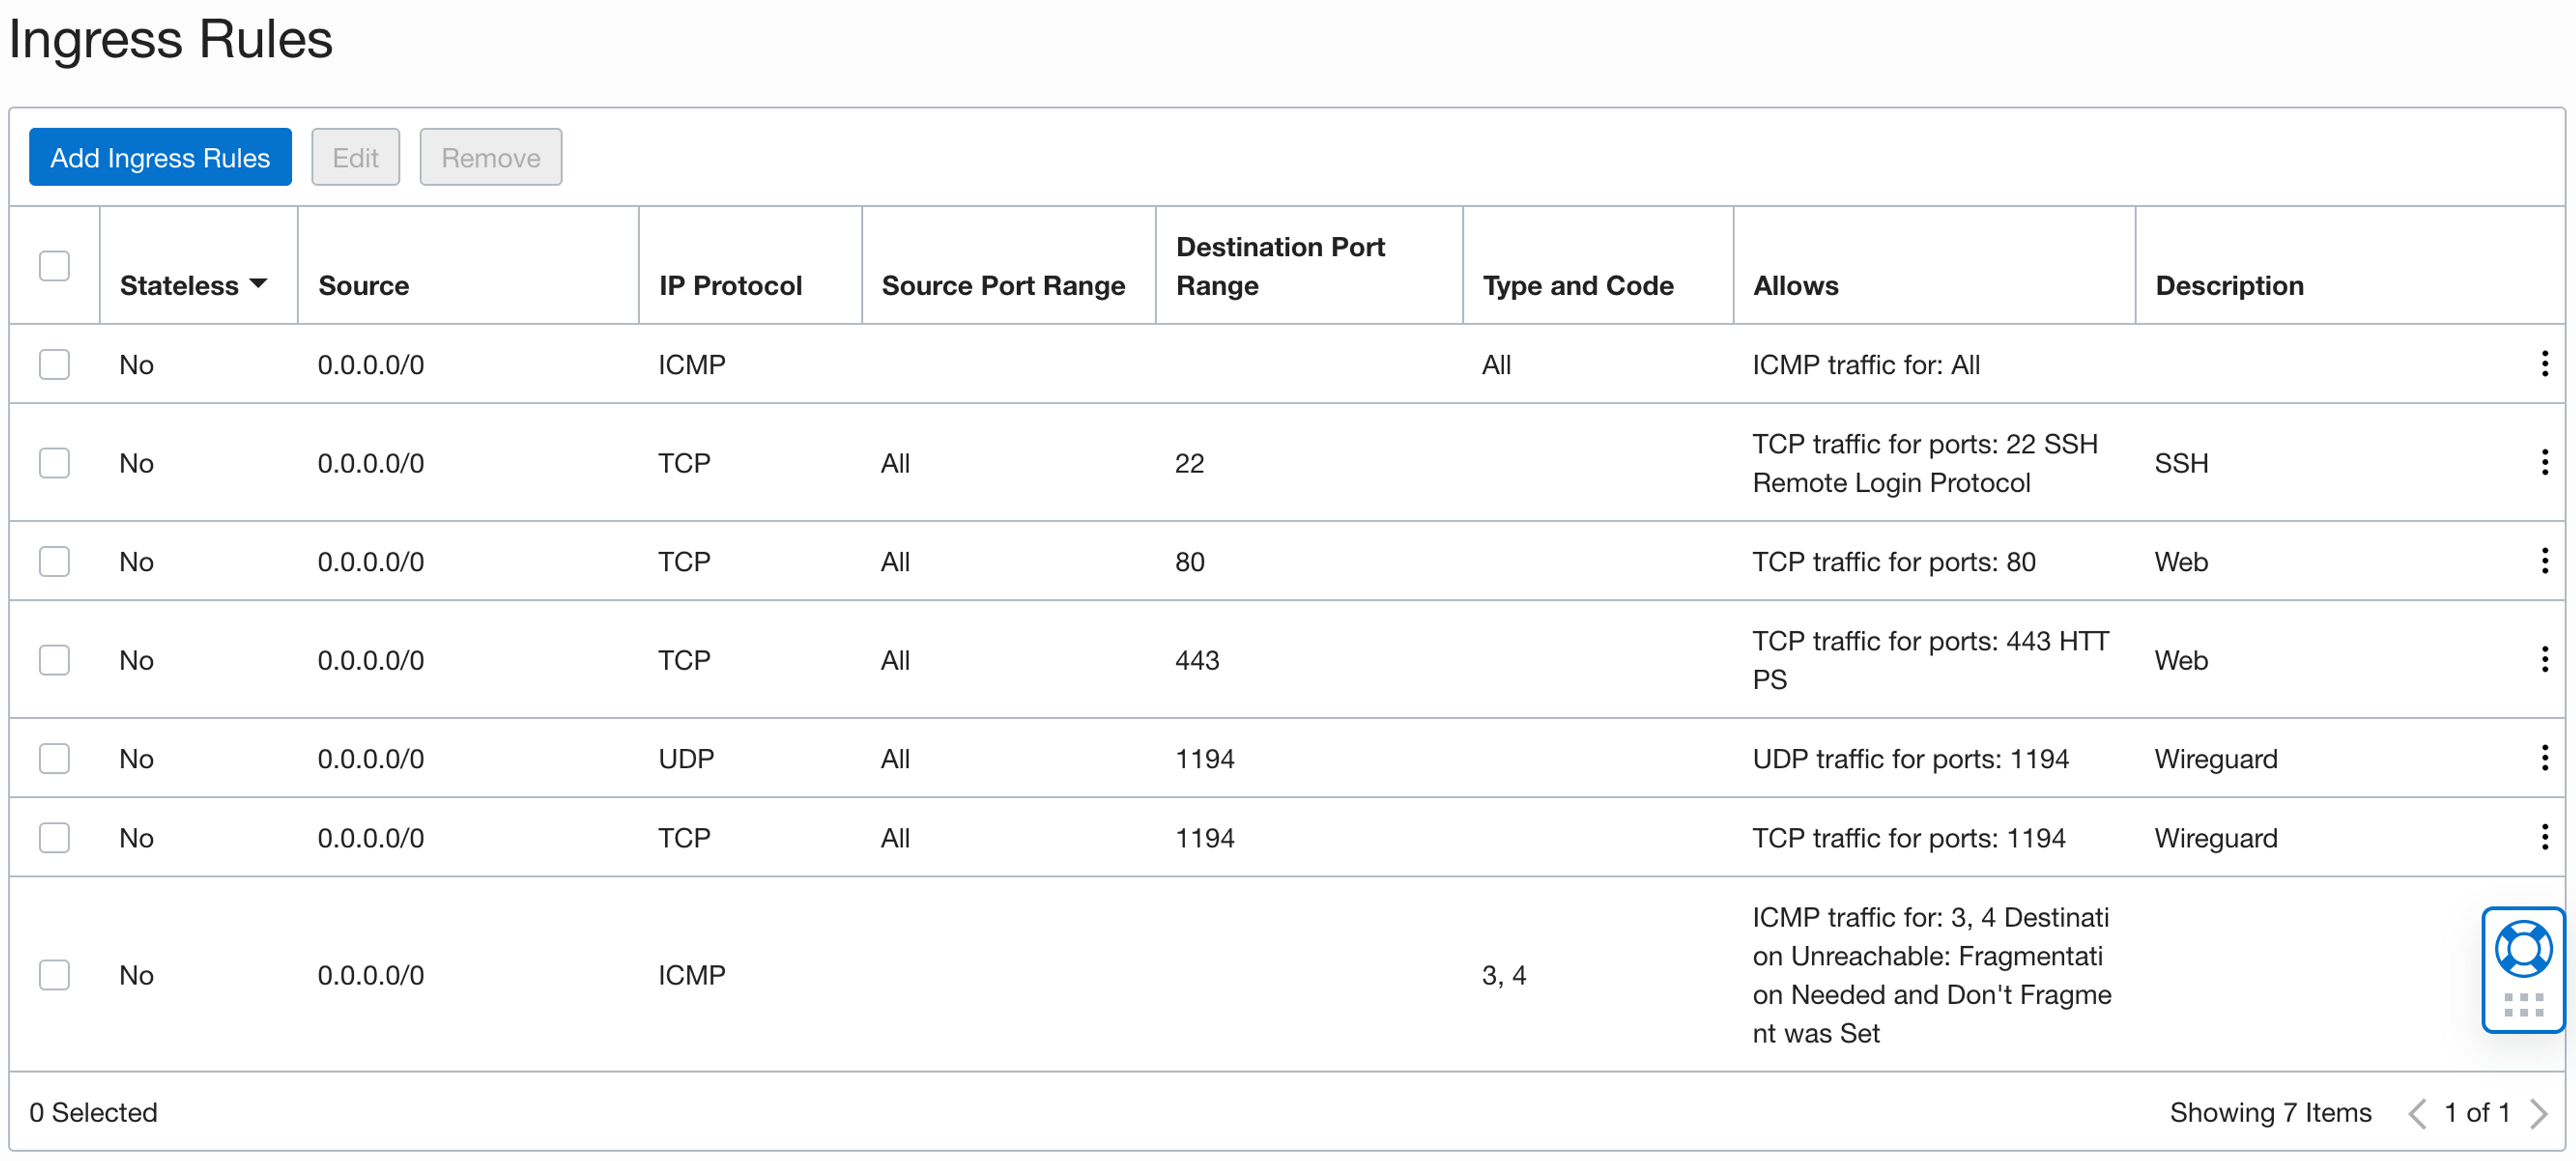 Ingress Rules
Add Ingress Rules Edit Remove
Stateless Source IP Protocol Source Port Range Destination Port Range Type and Code Allows Description
No 0.0.0.0/0 ICMP All ICMP traffic for: All
No 0.0.0.0/0 TCP All 22 TCP traffic for ports: 22 SSH
Remote Login Protocol SSH
No 0.0.0.0/0 TCP All 80 TCP traffic for ports: 80 Web
No 0.0.0.0/0 TCP All 443 TCP traffic for ports: 443 HTT
PS Web
No 0.0.0.0/0 UDP All 1194 UDP traffic for ports: 1194 Wireguard
No 0.0.0.0/0 TCP All 1194 TCP traffic for ports: 1194 Wireguard
No 0.0.0.0/0 ICMP 3, 4 ICMP traffic for: 3, 4 Destinati
on Unreachable: Fragmentati
on Needed and Don't Fragme
nt was Set
0 Selected Showing 7 Items 1 of 1